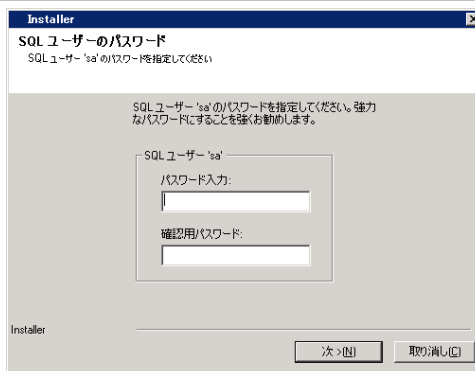 Installer
SQL ユーザーのパスワード
SQL ユーザー 'sa' のパスワードを指定してください
SQL ユーザー 'sa' のパスワードを指定してください。強力
なパスワードにすることを強くお勧めします。
SQL ユーザー 'sa'
パスワード入力:
確認用パスワード:
Installer
次 >(N)
取り消し(C)